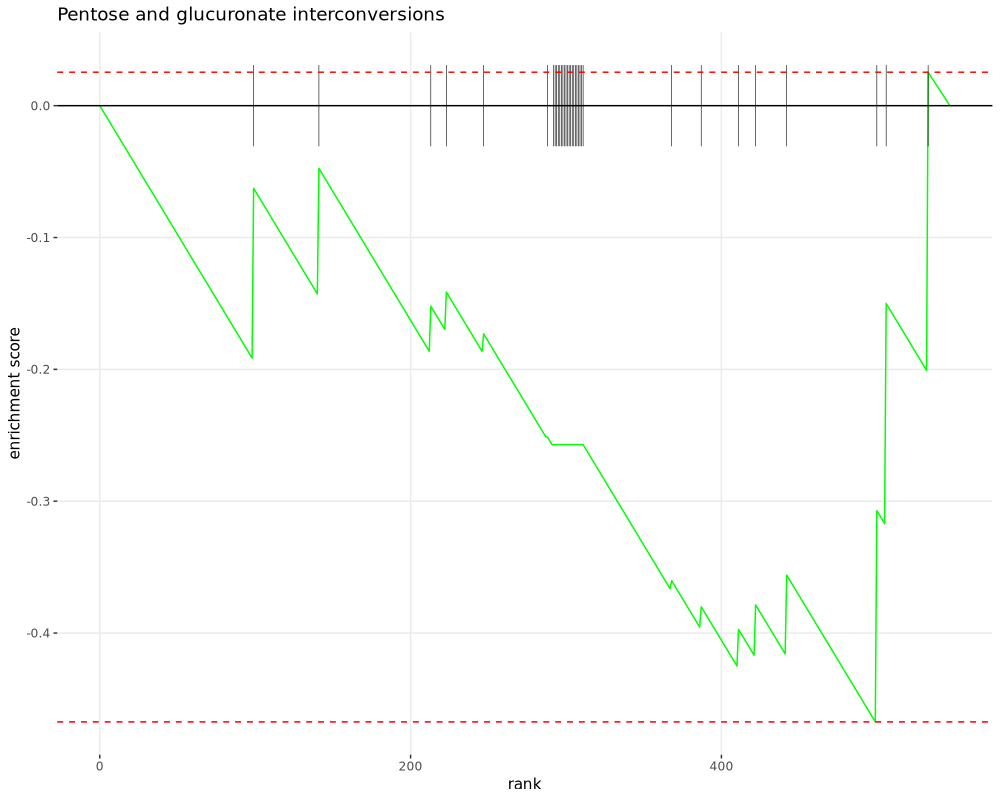 Pentose and glucuronate interconversions
0.0
-0.1
-0.2
-0.3
-0.4
enrichment score
0
200
400
rank